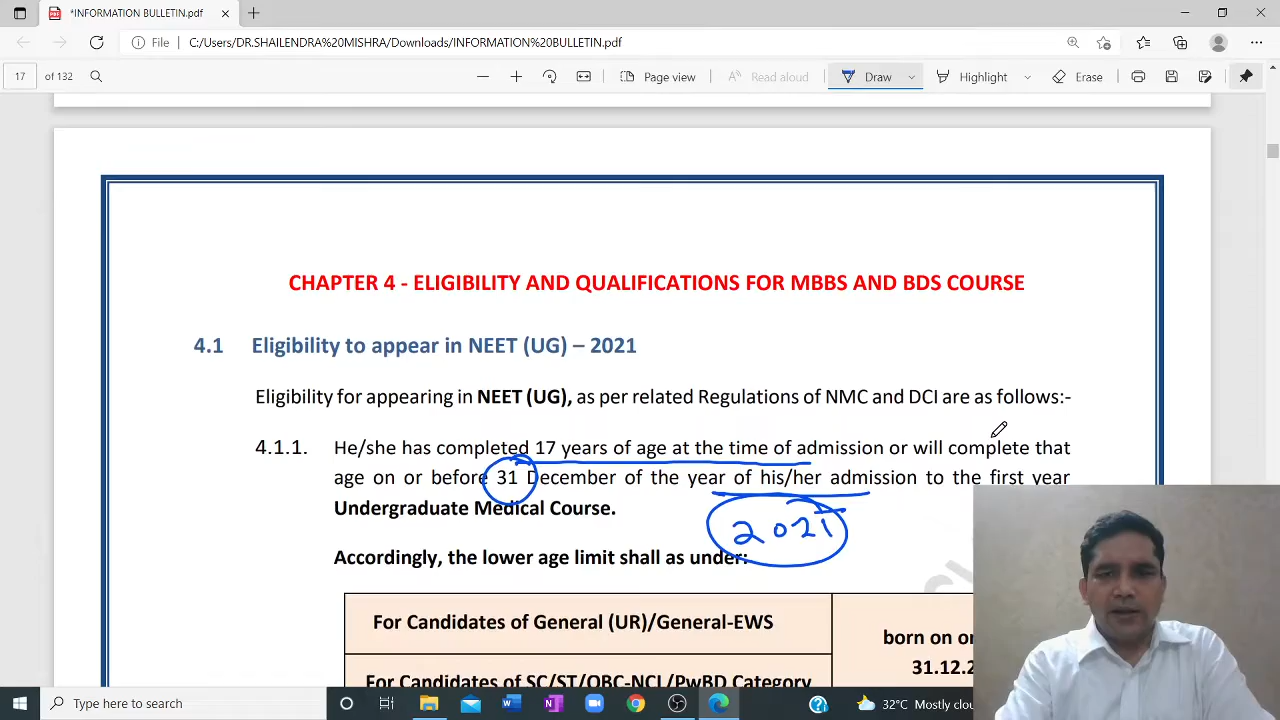 *INFORMATION BULLETIN.pdf
File C:/Users/DR.SHAILENDRA%20MISHRA/Downloads/INFORMATION%20BULLETIN.pdf
17 of 132 Page view Read aloud Draw Highlight Erase
CHAPTER 4 - ELIGIBILITY AND QUALIFICATIONS FOR MBBS AND BDS COURSE
4.1 Eligibility to appear in NEET (UG) – 2021
Eligibility for appearing in NEET (UG), as per related Regulations of NMC and DCI are as follows:-
4.1.1. He/she has completed 17 years of age at the time of admission or will complete that
age on or before 31 December of the year of his/her admission to the first year
Undergraduate Medical Course.
2021
Accordingly, the lower age limit shall as under:
For Candidates of General (UR)/General-EWS
born on or
31.12.2
For Candidates of SC/ST/OBC-NCL/PwBD Category
Type here to search
32°C Mostly clou